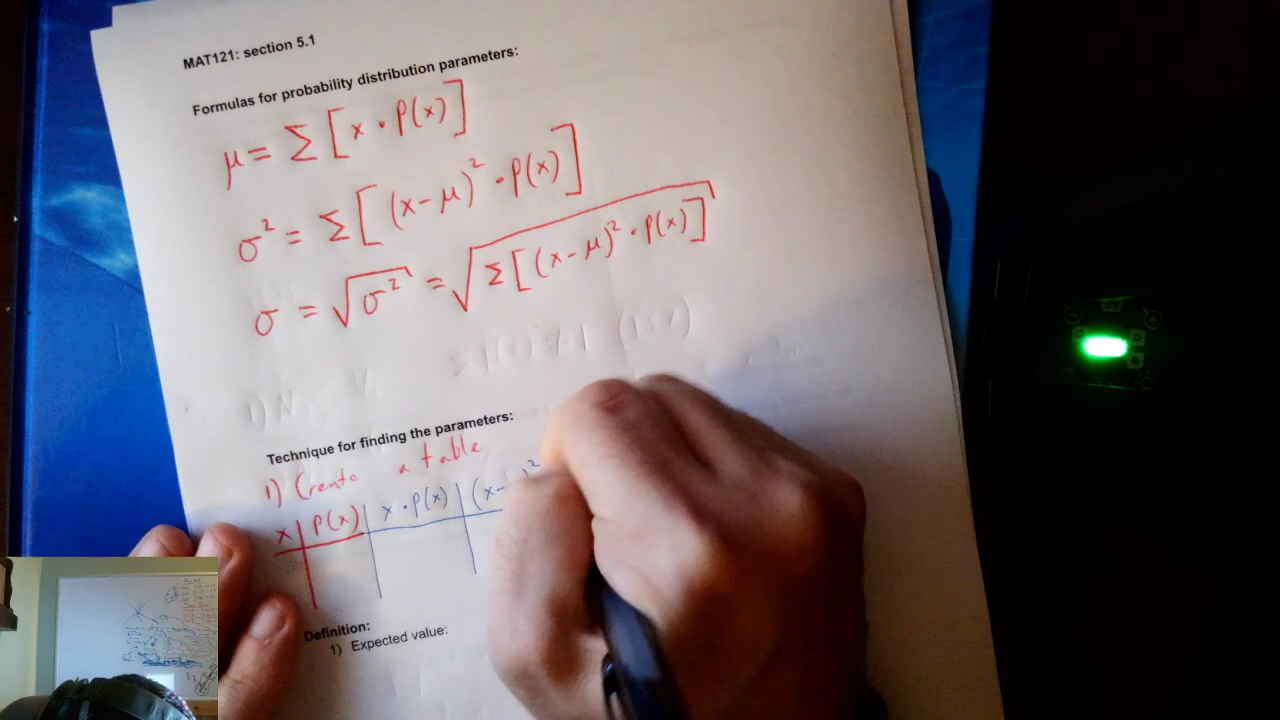 MAT121: section 5.1
Formulas for probability distribution parameters:
μ = Σ [x • P(x)]
σ² = Σ [(x - μ)² • P(x)]
σ = √σ² = √Σ [(x - μ)² • P(x)]
Technique for finding the parameters:
1) Create a table
x P(x) x • P(x) (x- )²
Definition:
1) Expected value: